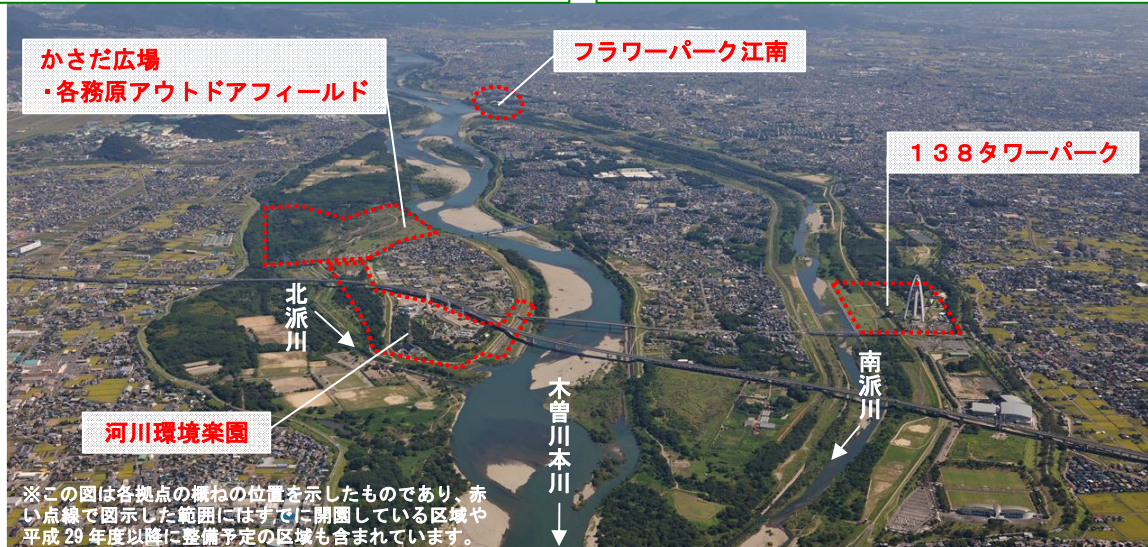 かさだ広場
・各務原アウトドアフィールド
フラワーパーク江南
138タワーパーク
北派川
南派川
木曽川本川
河川環境楽園
※この図は各拠点の概ねの位置を示したものであり、赤
い点線で図示した範囲にはすでに開園している区域や
平成29年度以降に整備予定の区域も含まれています。